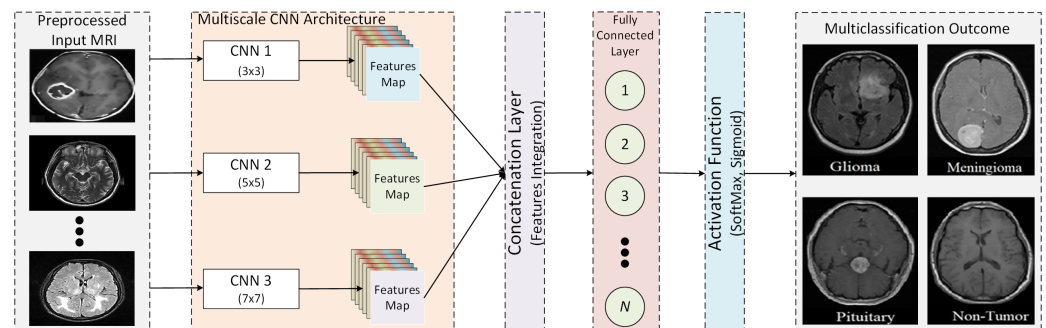 Preprocessed
Input MRI
Multiscale CNN Architecture
CNN 1
(3x3)
Features
Map
CNN 2
(5x5)
Features
Map
CNN 3
(7x7)
Features
Map
Concatenation Layer
(Features Integration)
Fully
Connected
Layer
1
2
3
N
Activation Function
(SoftMax, Sigmoid)
Multiclassification Outcome
Glioma
Meningioma
Pituitary
Non-Tumor